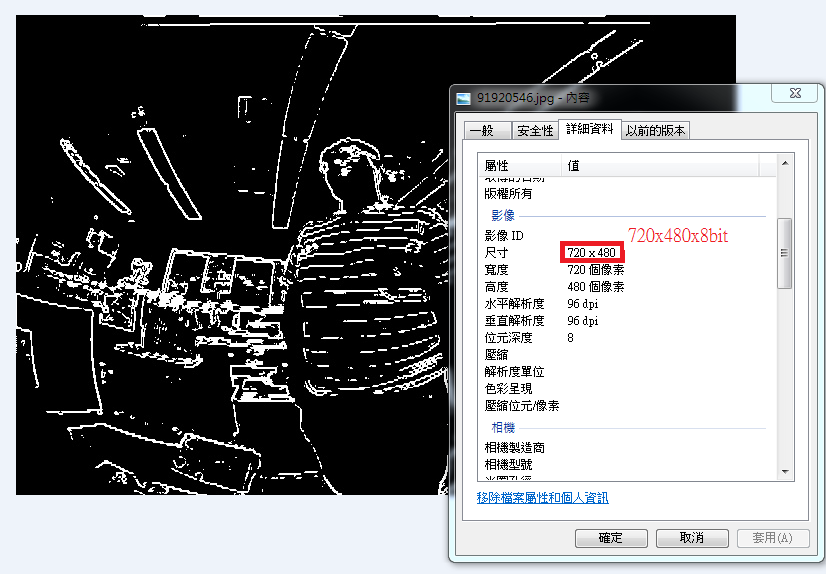 91920546.jpg - 內容
一般 安全性 詳細資料 以前的版本
屬性 值
取得的日期
版權所有
影像
影像 ID
720x480x8bit
尺寸 720 x 480
寬度 720 個像素
高度 480 個像素
水平解析度 96 dpi
垂直解析度 96 dpi
位元深度 8
壓縮
解析度單位
色彩呈現
壓縮位元/像素
相機
相機製造商
相機型號
移除檔案屬性和個人資訊
確定 取消 套用(A)